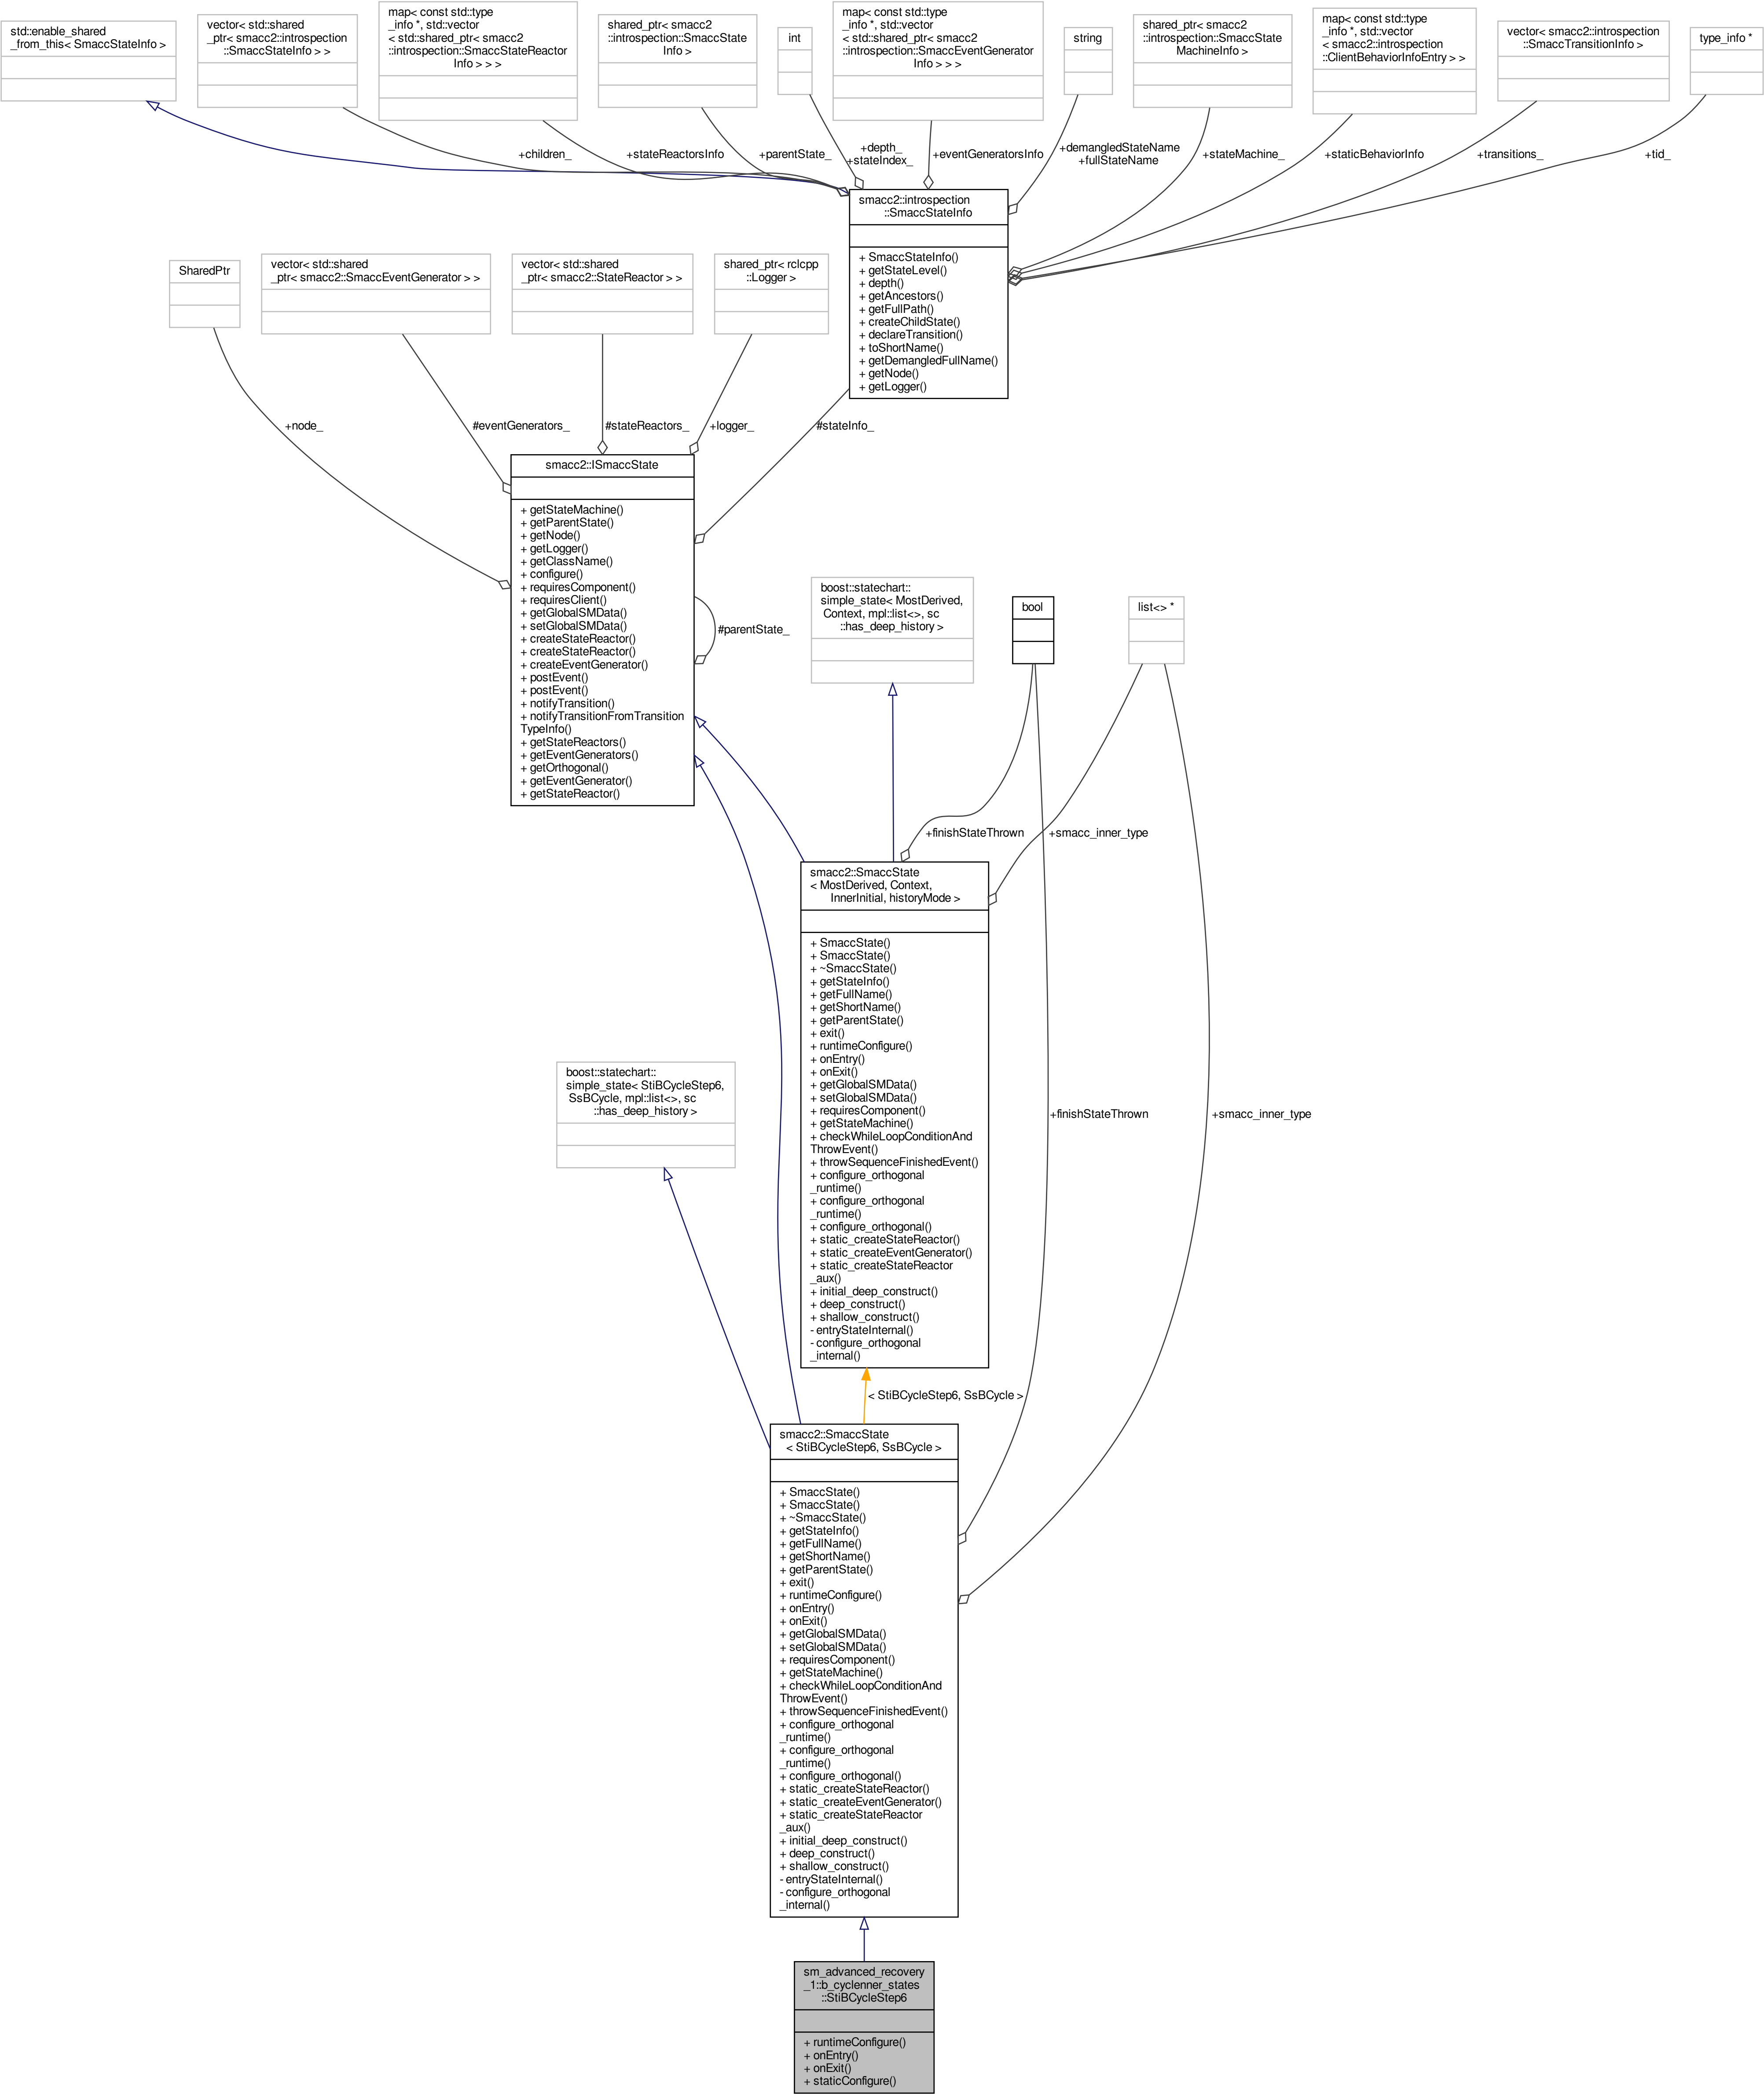 std::enable_shared
_from_this< SmaccStateInfo >
vector< std::shared
_ptr< smacc2::introspection
::SmaccStateInfo > >
map< const std::type
_info *, std::vector
< std::shared_ptr< smacc2
::introspection::SmaccStateReactor
Info > > >
shared_ptr< smacc2
::introspection::SmaccState
Info >
int
map< const std::type
_info *, std::vector
< std::shared_ptr< smacc2
::introspection::SmaccEventGenerator
Info > > >
string
shared_ptr< smacc2
::introspection::SmaccState
MachineInfo >
map< const std::type
_info *, std::vector
< smacc2::introspection
::ClientBehaviorInfoEntry > >
vector< smacc2::introspection
::SmaccTransitionInfo >
type_info *
+children_
+stateReactorsInfo
+parentState_
+depth_
+stateIndex_
+eventGeneratorsInfo
+demangledStateName
+fullStateName
+stateMachine_
+staticBehaviorInfo
+transitions_
+tid_
smacc2::introspection
::SmaccStateInfo
+ SmaccStateInfo()
+ getStateLevel()
+ depth()
+ getAncestors()
+ getFullPath()
+ createChildState()
+ declareTransition()
+ toShortName()
+ getDemangledFullName()
+ getNode()
+ getLogger()
SharedPtr
vector< std::shared
_ptr< smacc2::SmaccEventGenerator > >
vector< std::shared
_ptr< smacc2::StateReactor > >
shared_ptr< rclcpp
::Logger >
+node_
#eventGenerators_
#stateReactors_
+logger_
#stateInfo_
smacc2::ISmaccState
+ getStateMachine()
+ getParentState()
+ getNode()
+ getLogger()
+ getClassName()
+ configure()
+ requiresComponent()
+ requiresClient()
+ getGlobalSMData()
+ setGlobalSMData()
+ createStateReactor()
+ createStateReactor()
+ createEventGenerator()
+ postEvent()
+ postEvent()
+ notifyTransition()
+ notifyTransitionFromTransition
TypeInfo()
+ getStateReactors()
+ getEventGenerators()
+ getOrthogonal()
+ getEventGenerator()
+ getStateReactor()
#parentState_
boost::statechart::
simple_state< MostDerived,
Context, mpl::list<>, sc
::has_deep_history >
bool
list<> *
+finishStateThrown
+smacc_inner_type
smacc2::SmaccState
< MostDerived, Context,
InnerInitial, historyMode >
+ SmaccState()
+ SmaccState()
+ ~SmaccState()
+ getStateInfo()
+ getFullName()
+ getShortName()
+ getParentState()
+ exit()
+ runtimeConfigure()
+ onEntry()
+ onExit()
+ getGlobalSMData()
+ setGlobalSMData()
+ requiresComponent()
+ getStateMachine()
+ checkWhileLoopConditionAnd
ThrowEvent()
+ throwSequenceFinishedEvent()
+ configure_orthogonal
_runtime()
+ configure_orthogonal
_runtime()
+ configure_orthogonal()
+ static_createStateReactor()
+ static_createEventGenerator()
+ static_createStateReactor
_aux()
+ initial_deep_construct()
+ deep_construct()
+ shallow_construct()
- entryStateInternal()
- configure_orthogonal
_internal()
boost::statechart::
simple_state< StiBCycleStep6,
SsBCycle, mpl::list<>, sc
::has_deep_history >
+finishStateThrown
+smacc_inner_type
< StiBCycleStep6, SsBCycle >
smacc2::SmaccState
< StiBCycleStep6, SsBCycle >
+ SmaccState()
+ SmaccState()
+ ~SmaccState()
+ getStateInfo()
+ getFullName()
+ getShortName()
+ getParentState()
+ exit()
+ runtimeConfigure()
+ onEntry()
+ onExit()
+ getGlobalSMData()
+ setGlobalSMData()
+ requiresComponent()
+ getStateMachine()
+ checkWhileLoopConditionAnd
ThrowEvent()
+ throwSequenceFinishedEvent()
+ configure_orthogonal
_runtime()
+ configure_orthogonal
_runtime()
+ configure_orthogonal()
+ static_createStateReactor()
+ static_createEventGenerator()
+ static_createStateReactor
_aux()
+ initial_deep_construct()
+ deep_construct()
+ shallow_construct()
- entryStateInternal()
- configure_orthogonal
_internal()
sm_advanced_recovery
_1::b_cyclenner_states
::StiBCycleStep6
+ runtimeConfigure()
+ onEntry()
+ onExit()
+ staticConfigure()